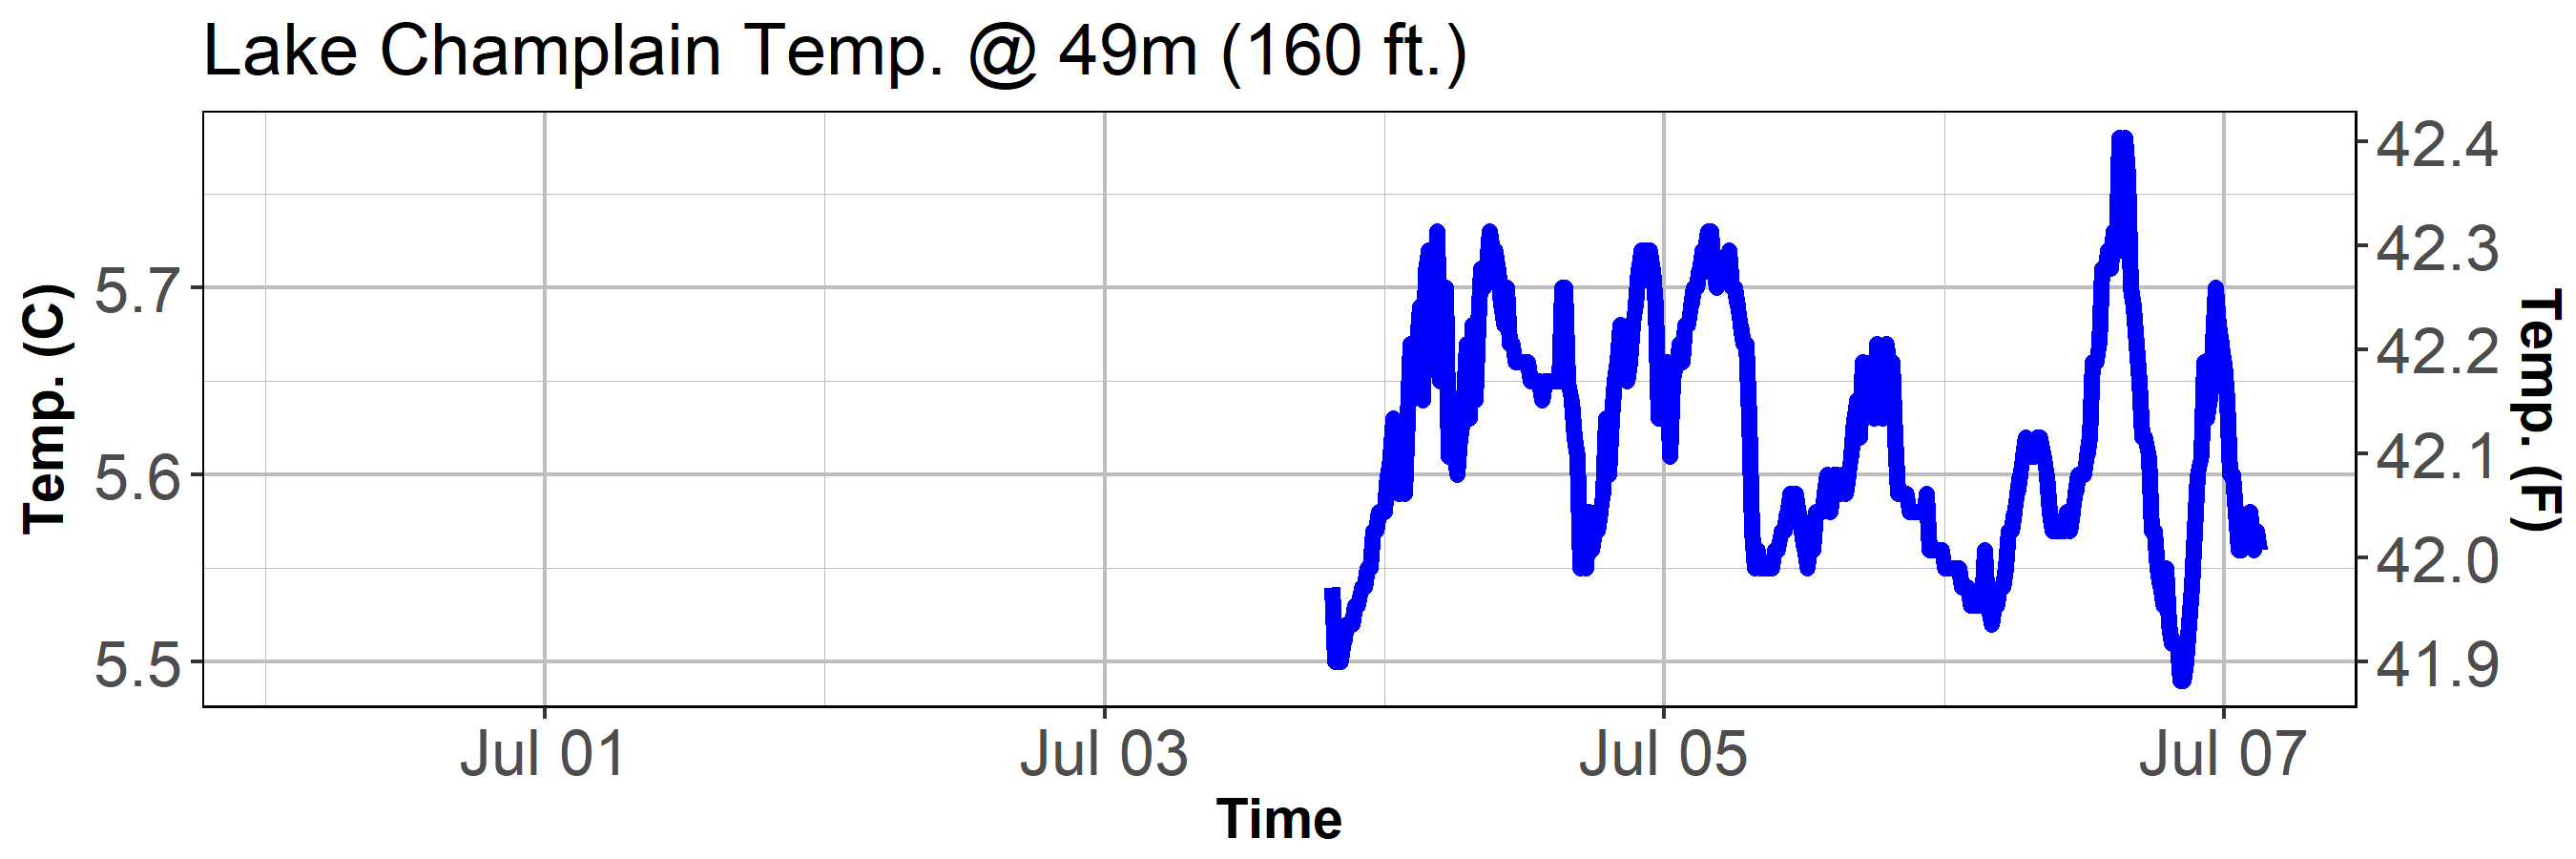 Lake Champlain Temp. @ 49m (160 ft.)
Temp. (C)
5.7
5.6
5.5
42.4
42.3
42.2
42.1
42.0
41.9
Temp. (F)
Jul 01 Jul 03 Jul 05 Jul 07
Time